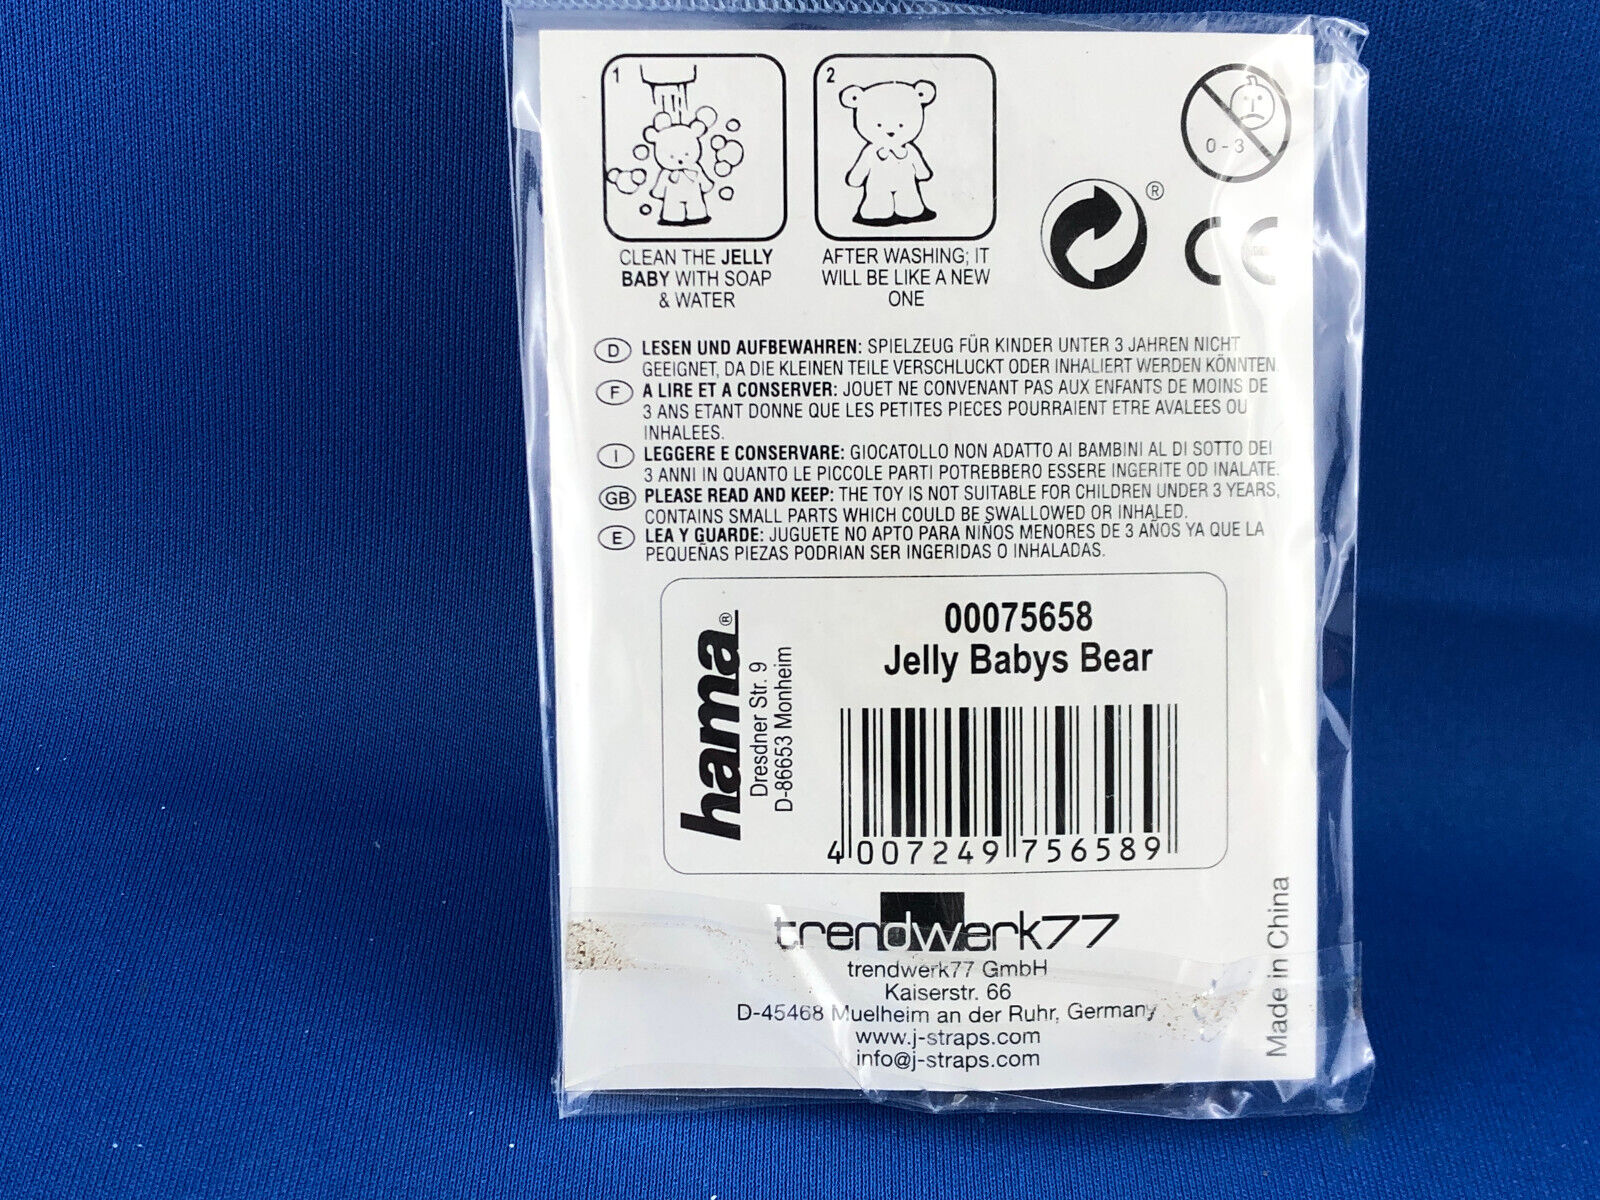 1
2
CLEAN THE JELLY
BABY WITH SOAP
& WATER
AFTER WASHING; IT
WILL BE LIKE A NEW
ONE
0 - 3
®
CE
D LESEN UND AUFBEWAHREN: SPIELZEUG FÜR KINDER UNTER 3 JAHREN NICHT
GEEIGNET, DA DIE KLEINEN TEILE VERSCHLUCKT ODER INHALIERT WERDEN KÖNNTEN
F A LIRE ET A CONSERVER: JOUET NE CONVENANT PAS AUX ENFANTS DE MOINS DE
3 ANS ETANT DONNE QUE LES PETITES PIECES POURRAIENT ETRE AVALEES OU
INHALEES.
I LEGGERE E CONSERVARE: GIOCATOLLO NON ADATTO AI BAMBINI AL DI SOTTO DEI
3 ANNI IN QUANTO LE PICCOLE PARTI POTREBBERO ESSERE INGERITE OD INALATE.
GB PLEASE READ AND KEEP: THE TOY IS NOT SUITABLE FOR CHILDREN UNDER 3 YEARS,
CONTAINS SMALL PARTS WHICH COULD BE SWALLOWED OR INHALED.
E LEA Y GUARDE: JUGUETE NO APTO PARA NIÑOS MENORES DE 3 AÑOS YA QUE LA
PEQUEÑAS PIEZAS PODRIAN SER INGERIDAS O INHALADAS.
hama®
Dresdner Str. 9
D-86653 Monheim
00075658
Jelly Babys Bear
4 007249 756589
trendwerk77
trendwerk77 GmbH
Kaiserstr. 66
D-45468 Muelheim an der Ruhr, Germany
www.j-straps.com
info@j-straps.com
Made in China